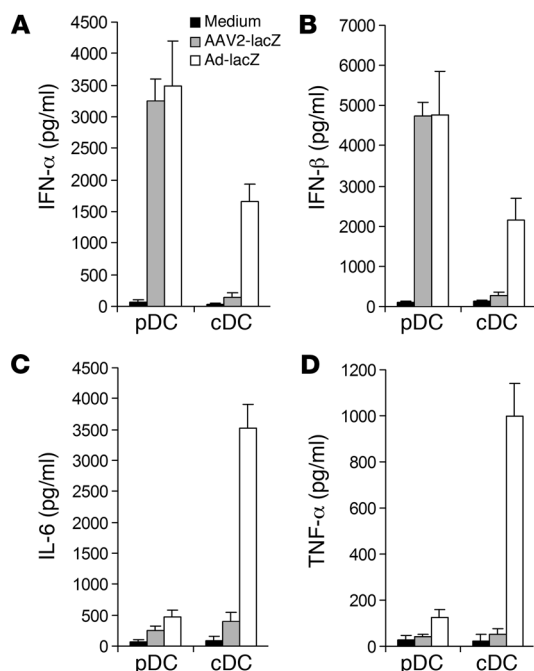 A
IFN-α (pg/ml)
4500
4000
3500
3000
2500
2000
1500
1000
500
0
pDC cDC
Medium
AAV2-lacZ
Ad-lacZ
B
IFN-β (pg/ml)
7000
6000
5000
4000
3000
2000
1000
0
pDC cDC
C
IL-6 (pg/ml)
4500
4000
3500
3000
2500
2000
1500
1000
500
0
pDC cDC
D
TNF-α (pg/ml)
1200
1000
800
600
400
200
0
pDC cDC